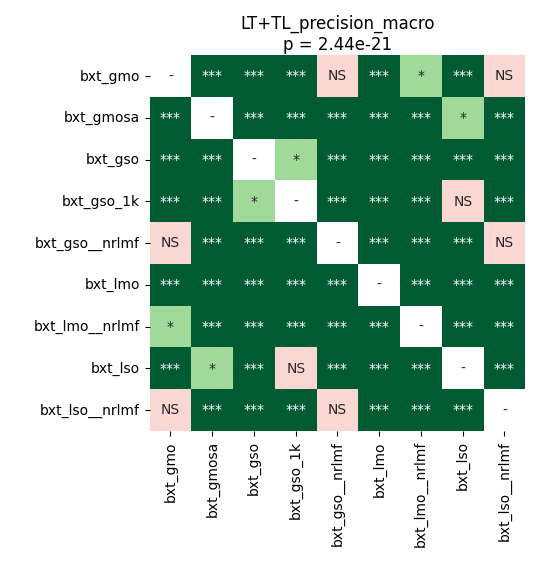 LT+TL_precision_macro
p = 2.44e-21
bxt_gmo - *** *** *** NS *** * *** NS
bxt_gmosa *** - *** *** *** *** *** * ***
bxt_gso *** *** - * *** *** *** *** ***
bxt_gso_1k *** *** * - *** *** *** NS ***
bxt_gso__nrlmf NS *** *** *** - *** *** *** NS
bxt_lmo *** *** *** *** *** - *** *** ***
bxt_lmo__nrlmf * *** *** *** *** *** - *** ***
bxt_lso *** * *** NS *** *** *** - ***
bxt_lso__nrlmf NS *** *** *** NS *** *** *** -
bxt_gmo
bxt_gmosa
bxt_gso
bxt_gso_1k
bxt_gso__nrlmf
bxt_lmo
bxt_lmo__nrlmf
bxt_lso
bxt_lso__nrlmf